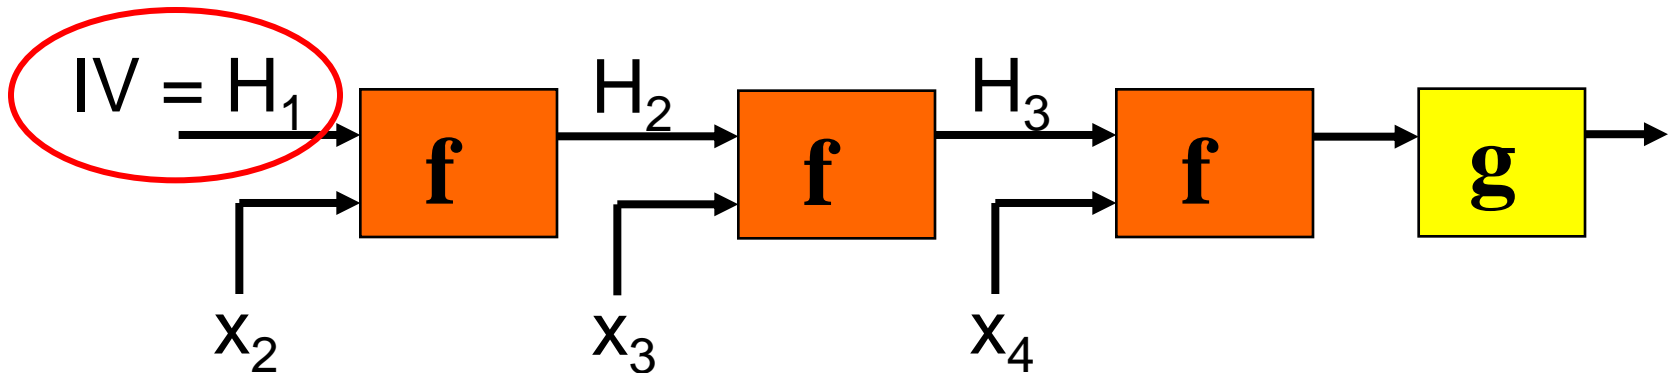 IV = H₁ H₂ H₃
f f f g
x₂ x₃ x₄